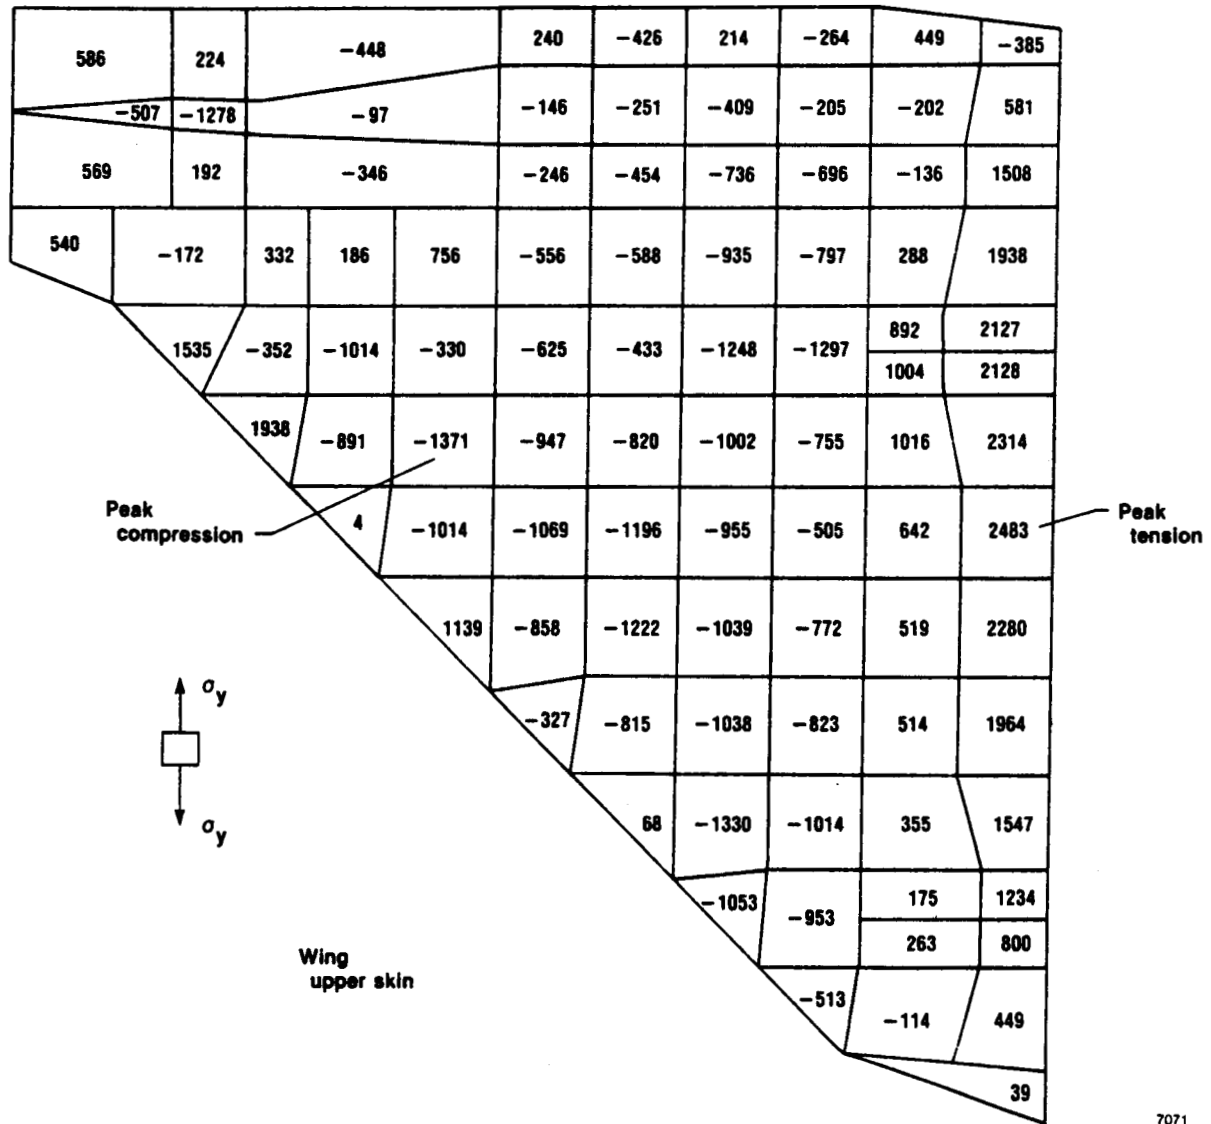 586 224 −448 240 −426 214 −264 449 −385
−507 −1278 −97 −146 −251 −409 −205 −202 581
569 192 −346 −246 −454 −736 −696 −136 1508
540 −172 332 186 756 −556 −588 −935 −797 288 1938
1535 −352 −1014 −330 −625 −433 −1248 −1297 892 2127
1004 2128
1938 −891 −1371 −947 −820 −1002 −755 1016 2314
Peak
compression
4 −1014 −1069 −1196 −955 −505 642 2483
Peak
tension
1139 −858 −1222 −1039 −772 519 2280
σy
−327 −815 −1038 −823 514 1964
σy
68 −1330 −1014 355 1547
−1053 −953 175 1234
263 800
Wing
upper skin
−513 −114 449
39
7071